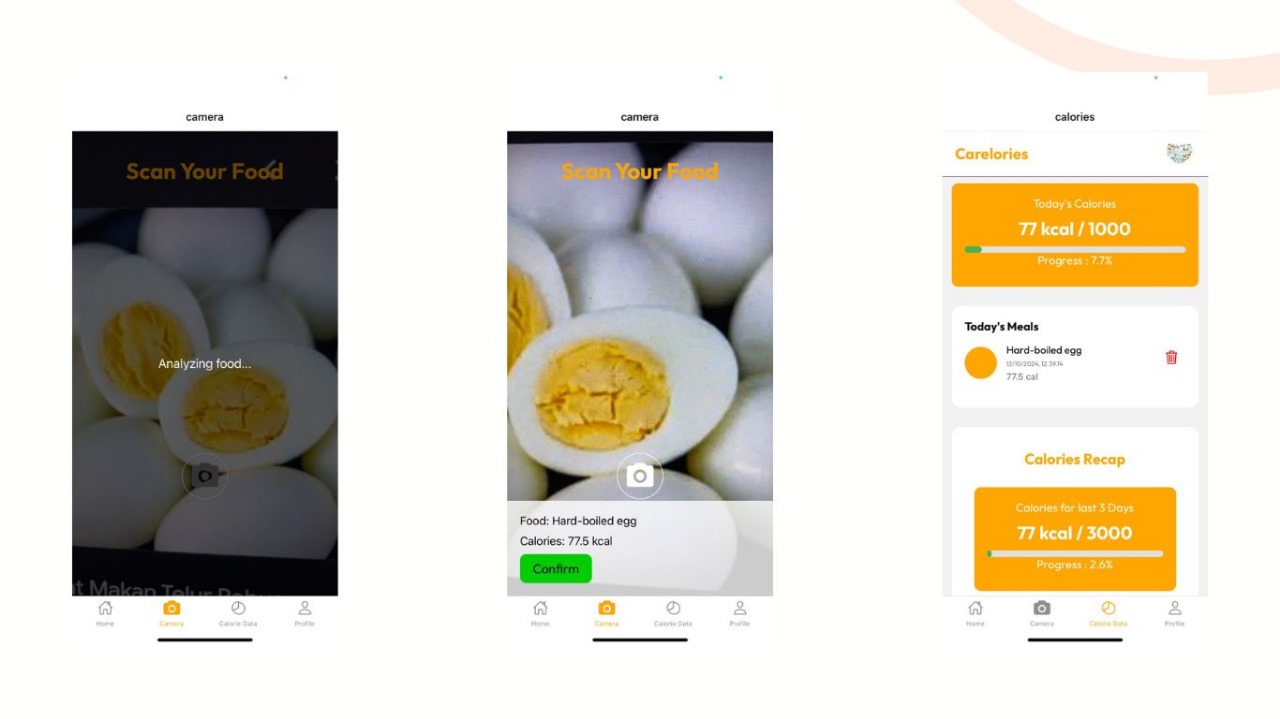 camera
Scan Your Food
Analyzing food...
t Makan Telur Rebu
Home
Camera
Calorie Data
Profile
camera
Scan Your Food
Food: Hard-boiled egg
Calories: 77.5 kcal
Confirm
Home
Camera
Calorie Data
Profile
calories
Carelories
Today's Calories
77 kcal / 1000
Progress : 7.7%
Today's Meals
Hard-boiled egg
12/10/2024, 12.39.14
77.5 cal
Calories Recap
Calories for last 3 Days
77 kcal / 3000
Progress : 2.6%
Home
Camera
Calorie Data
Profile